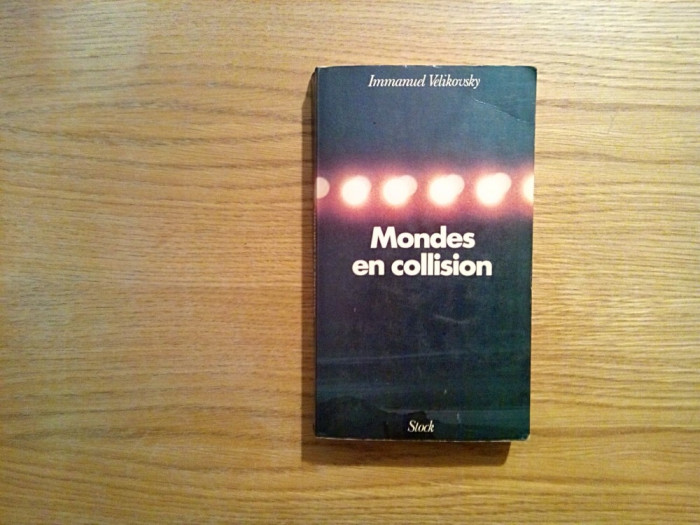 Immanuel Velikovsky
Mondes
en collision
Stock